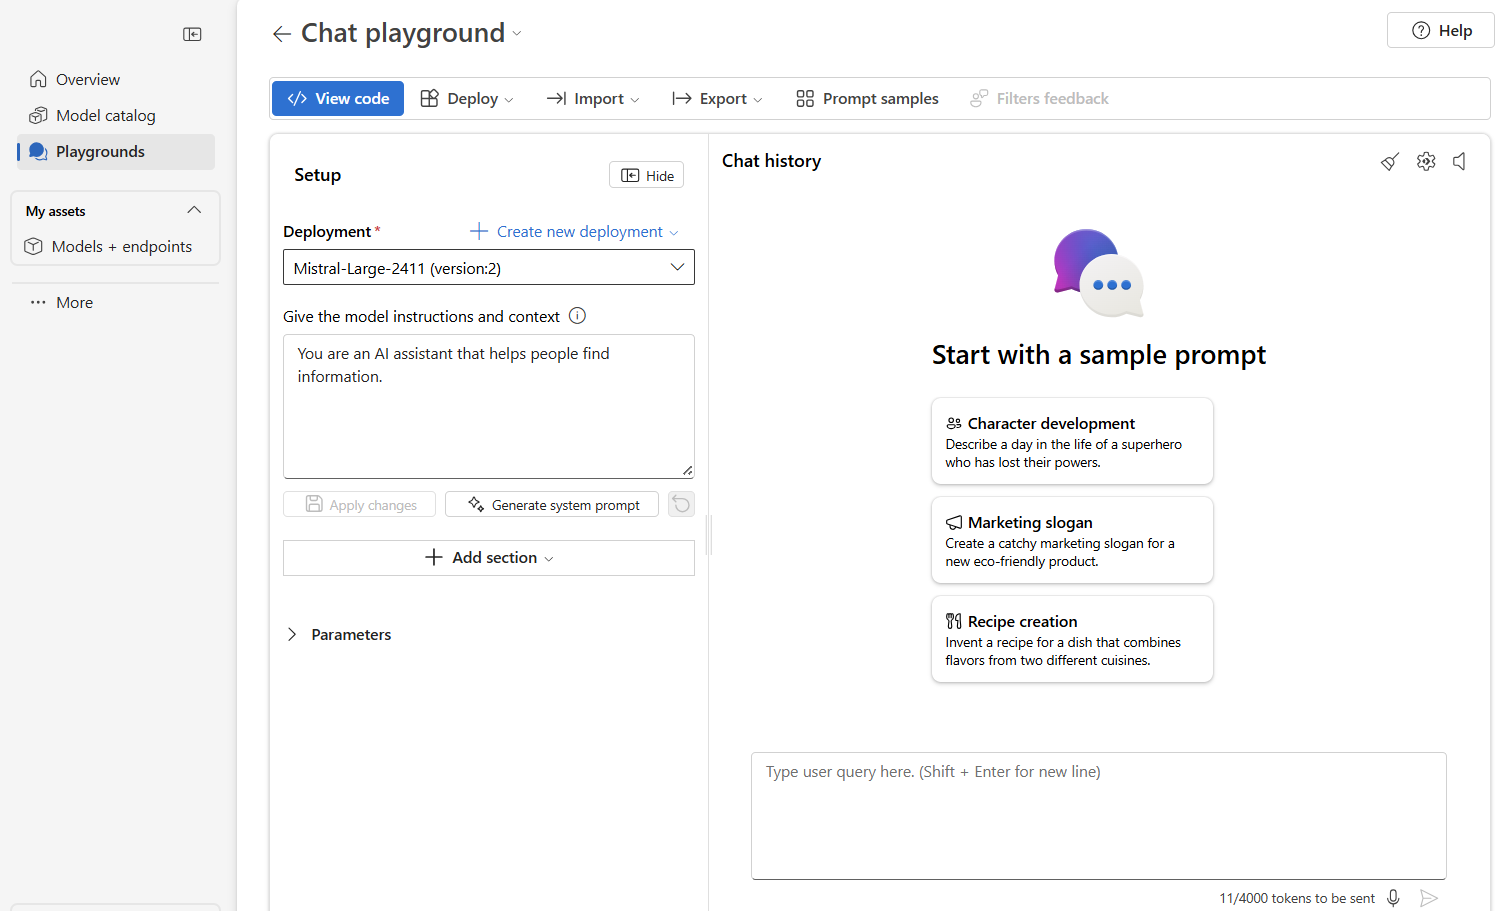 Overview
Model catalog
Playgrounds
My assets
Models + endpoints
More
Chat playground
Help
View code
Deploy
Import
Export
Prompt samples
Filters feedback
Setup
Hide
Deployment*
Create new deployment
Mistral-Large-2411 (version:2)
Give the model instructions and context
You are an AI assistant that helps people find
information.
Apply changes
Generate system prompt
Add section
Parameters
Chat history
Start with a sample prompt
Character development
Describe a day in the life of a superhero
who has lost their powers.
Marketing slogan
Create a catchy marketing slogan for a
new eco-friendly product.
Recipe creation
Invent a recipe for a dish that combines
flavors from two different cuisines.
Type user query here. (Shift + Enter for new line)
11/4000 tokens to be sent